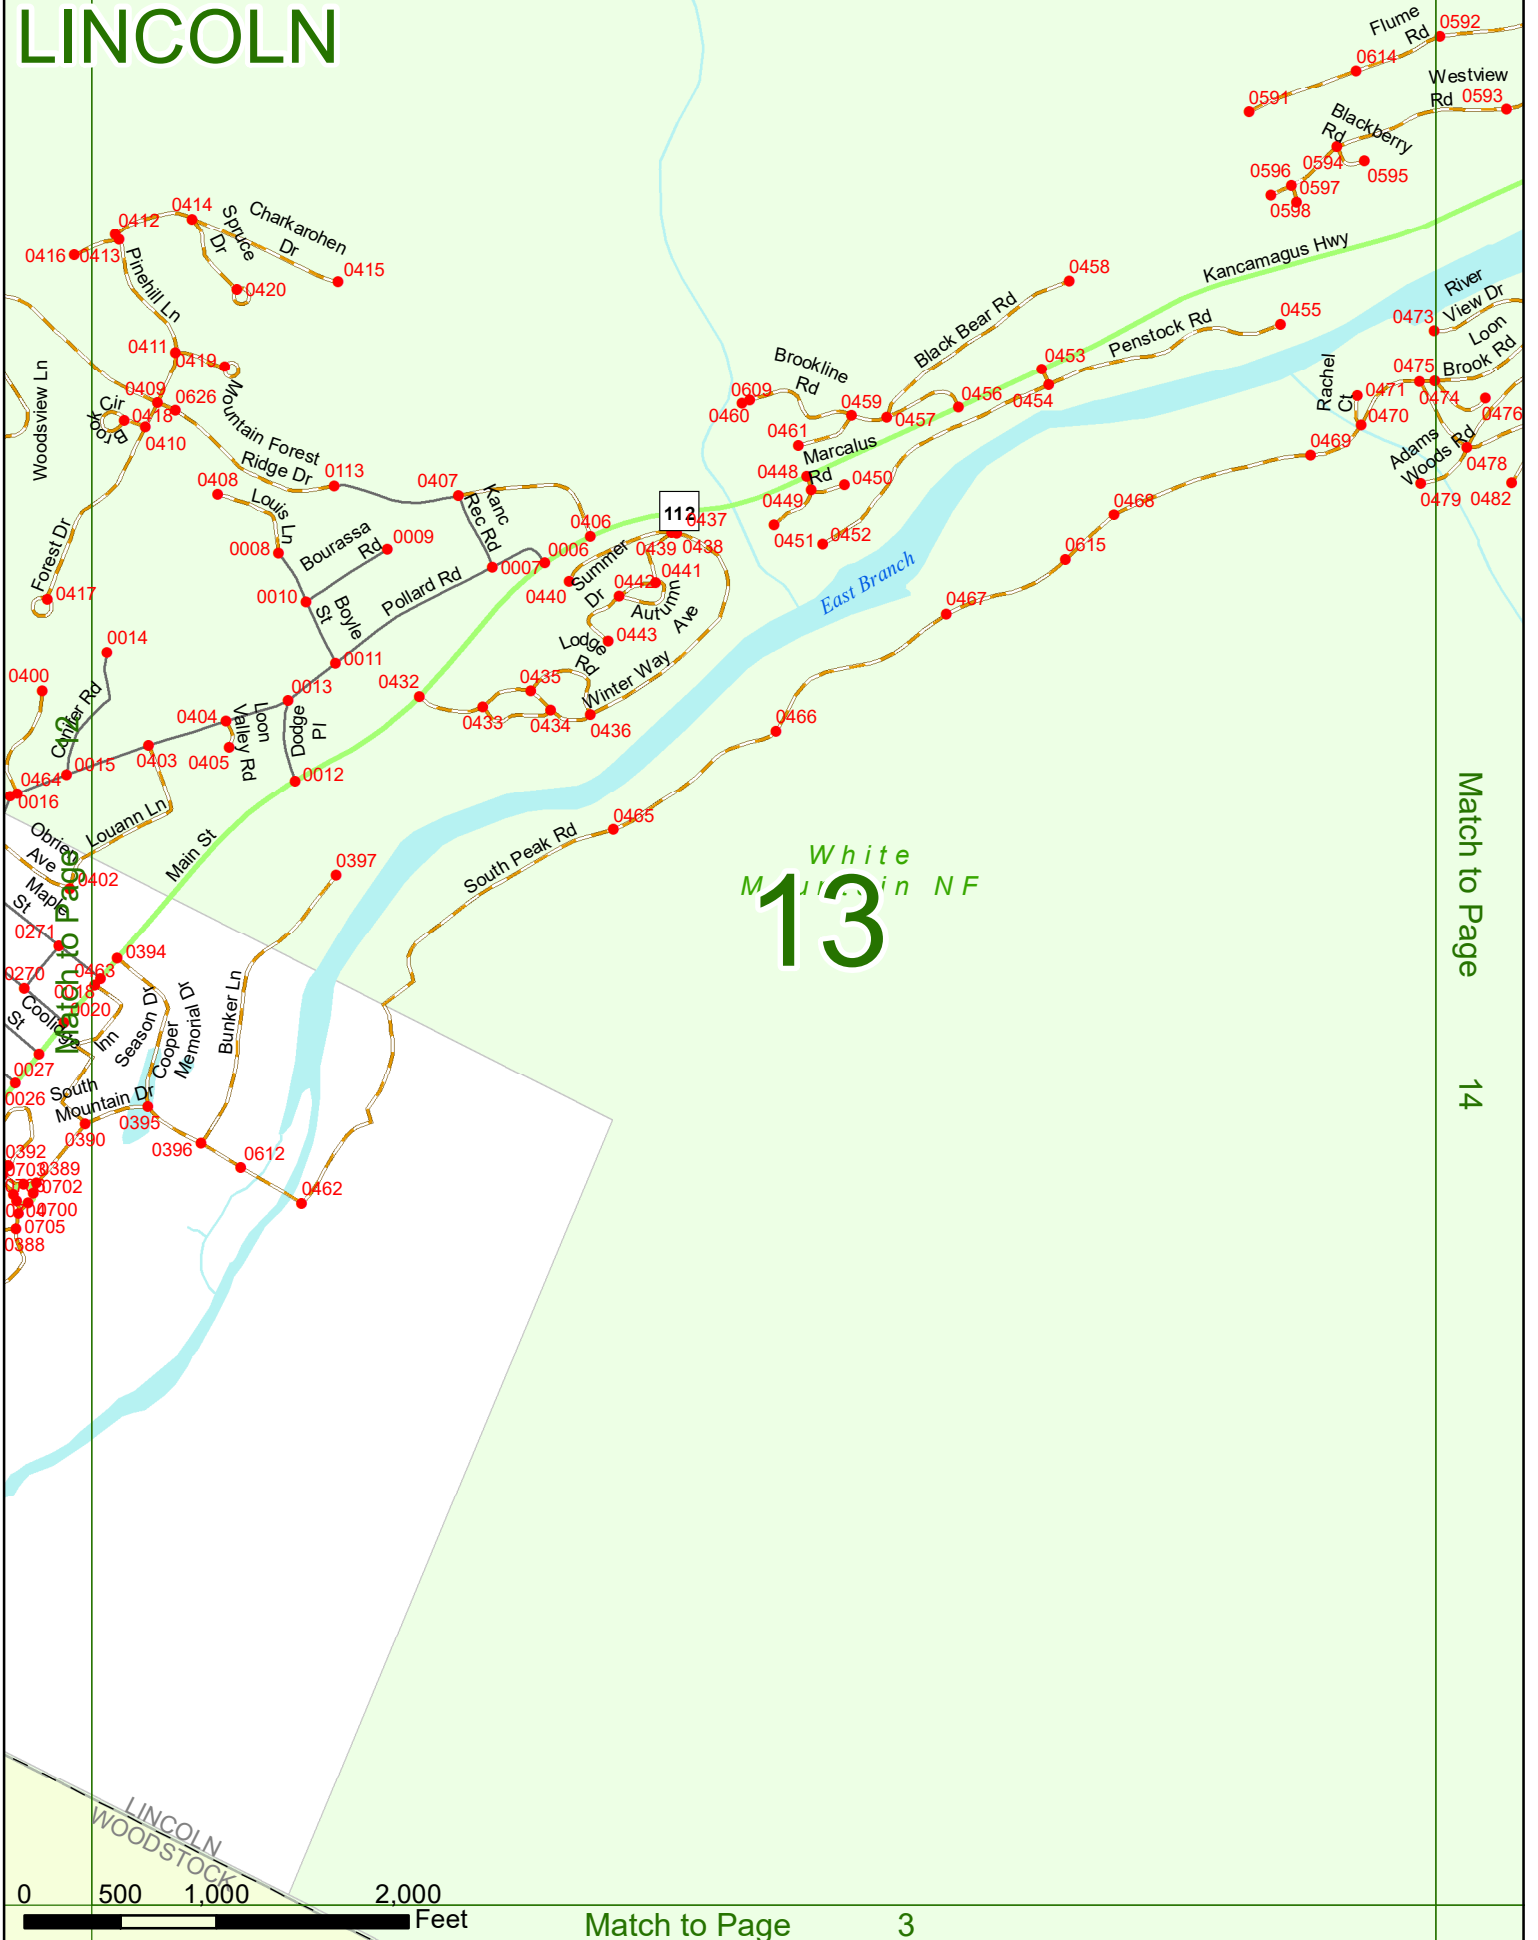 LINCOLN
Flume
Rd
0592
0614
Westview
Rd
0593
0591
Blackberry
Rd
0594
0595
0596
0597
0598
0414
0412
Spruce
Dr
Charkarohen
Dr
0416
0413
0415
0420
Pinehill Ln
Kancamagus Hwy
0458
River
View Dr
0455
0473
Loon
Brook Rd
Black Bear Rd
Penstock Rd
0411
0419
Woodsview Ln
Brookline
Rd
0453
0454
Rachel
Ct
0475
0471
0474
0409
0626
Cir
0418
Brook
0410
Mountain Forest
Ridge Dr
0609
0460
0459
0457
0456
0470
0476
0461
Marcalus
Rd
0469
Adams
Woods Rd
0478
0479
0482
0408
0113
0407
Kanc
Rec Rd
0448
0450
0449
Louis Ln
112
0437
0468
0406
0439
0438
0451
0452
Forest Dr
0008
Bourassa
Rd
0009
0006
0007
Summer
Dr
0440
0441
0442
Autumn
Ave
0615
East Branch
0417
0010
Boyle
St
Pollard Rd
0467
0443
Lodge
Rd
0014
0400
Conifer Rd
12
0011
0432
0435
Winter Way
0013
0404
Loon
Valley Rd
Dodge
Pl
0433
0434
0436
0466
0405
0403
0015
0464
0016
0012
Louann Ln
Obrien
Ave
Main St
0465
South Peak Rd
White
Mountain NF
13
Match to Page
14
0397
0402
Maple
St
Match to Page
0271
0394
0463
0270
0018
0020
Coolidge
St
Inn
Season Dr
Cooper
Memorial Dr
Bunker Ln
0027
0026
South
Mountain Dr
0390
0395
0396
0612
0392
0703
0389
0702
0462
0700
0705
0388
LINCOLN
WOODSTOCK
0
500
1,000
2,000
Feet
Match to Page
3